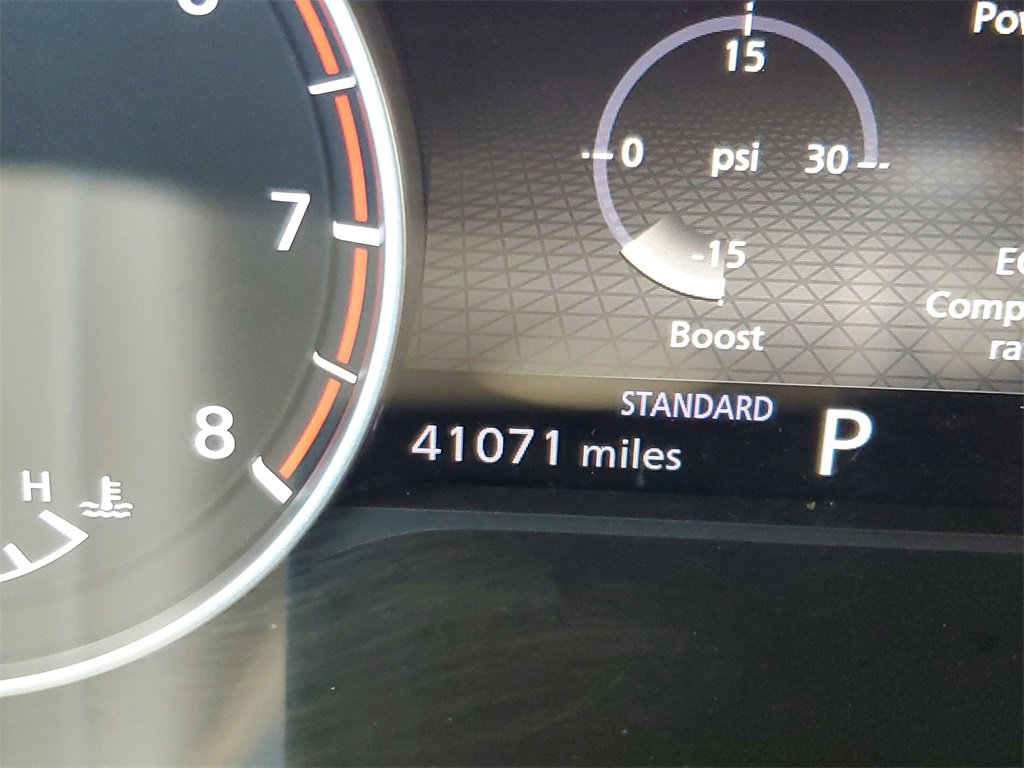 15
0 psi 30
7
-15
Boost
STANDARD
8 41071 miles P
H